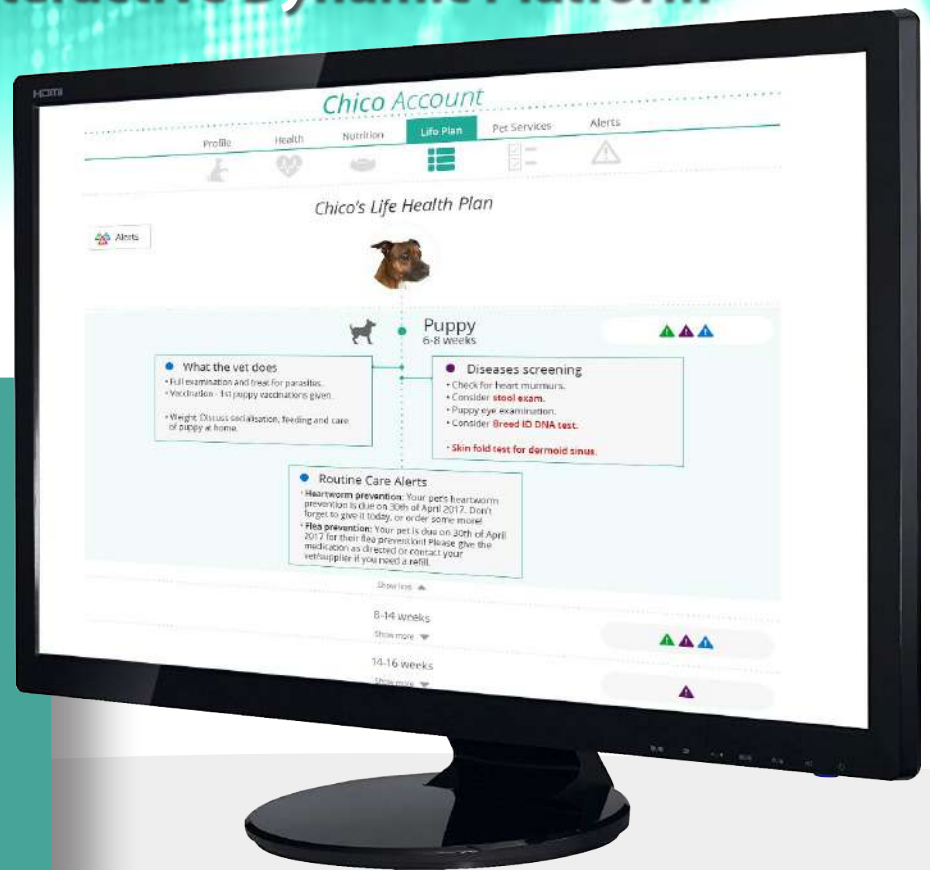 Interactive Dynamic Platform
HDMI
Chico Account
Profile Health Nutrition Life Plan Pet Services Alerts
Chico's Life Health Plan
Alerts
Puppy
6-8 weeks
What the vet does
• Full examination and treat for parasites.
• Vaccination - 1st puppy vaccinations given.
• Weight: Discuss socialisation, feeding and care
of puppy at home.
Diseases screening
• Check for heart murmurs.
• Consider stool exam.
• Puppy eye examination.
• Consider Breed ID DNA test.
• Skin fold test for dermoid sinus.
Routine Care Alerts
• Heartworm prevention: Your pet's heartworm
prevention is due on 30th of April 2017. Don't
forget to give it today, or order some more!
• Flea prevention: Your pet is due on 30th of April
2017 for their flea prevention! Please give the
medication as directed or contact your
vet/supplier if you need a refill.
Show less
8-14 weeks
Show more
14-16 weeks
Show more